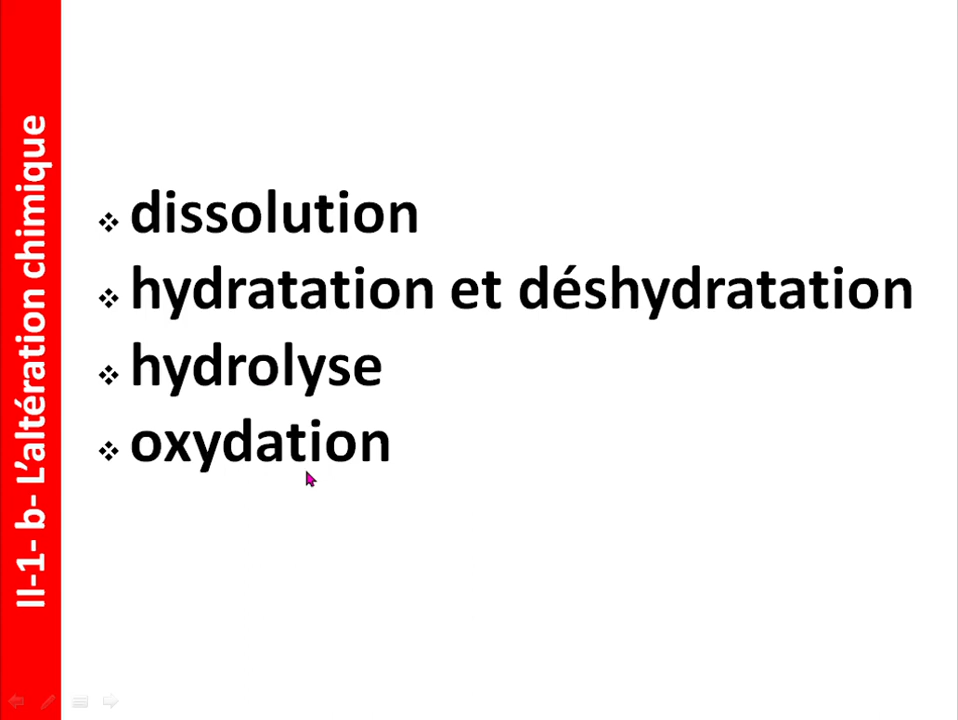 II-1- b- L’altération chimique
❖ dissolution
❖ hydratation et déshydratation
❖ hydrolyse
❖ oxydation